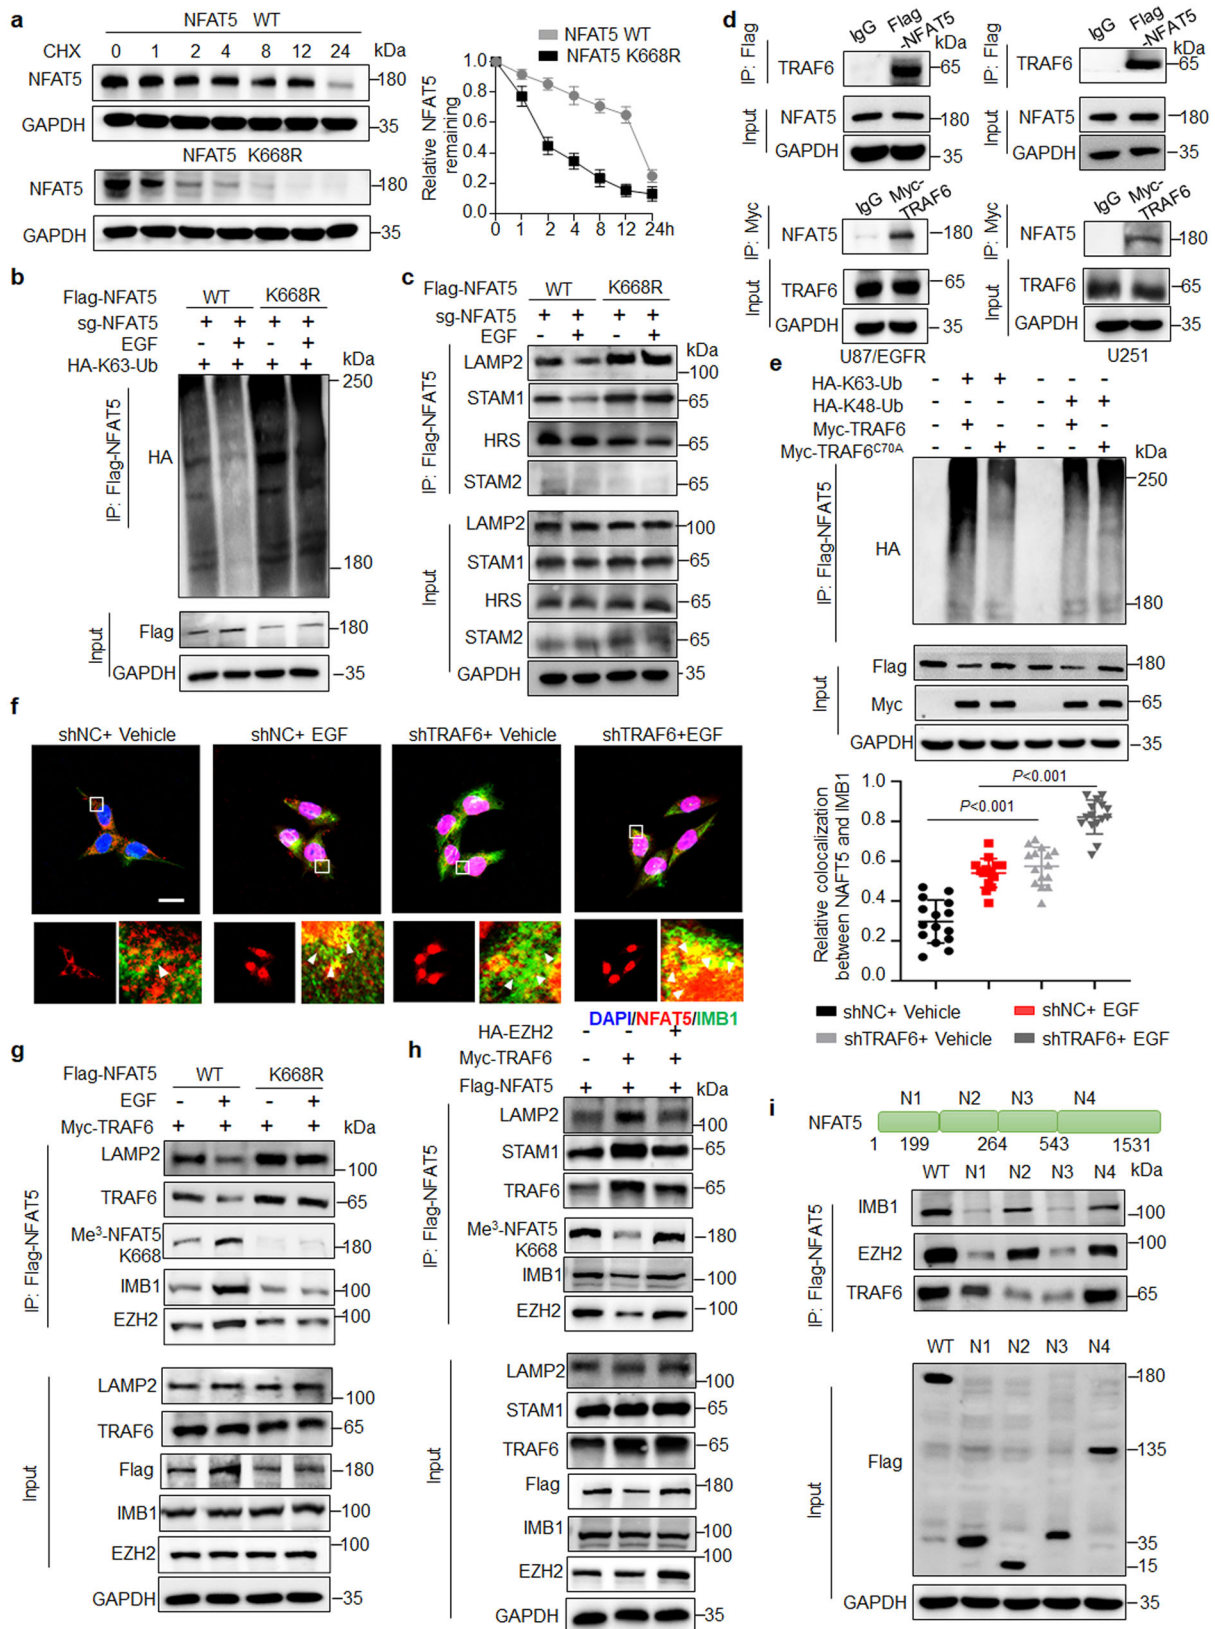 a
NFAT5 WT
CHX 0 1 2 4 8 12 24 kDa
NFAT5 -180
GAPDH -35
NFAT5 K668R
NFAT5 -180
GAPDH -35
NFAT5 WT
NFAT5 K668R
Relative NFAT5
remaining
1.0
0.8
0.6
0.4
0.2
0
0 1 2 4 8 12 24h
b
Flag-NFAT5 WT K668R
sg-NFAT5 + + + +
EGF - + - +
HA-K63-Ub + + + + kDa
IP: Flag-NFAT5
HA
250
180
Input
Flag 180
GAPDH -35
c
Flag-NFAT5 WT K668R
sg-NFAT5 + + + +
EGF - + - +
kDa
IP: Flag-NFAT5
LAMP2 100
STAM1 -65
HRS -65
STAM2 -65
Input
LAMP2 -100
STAM1 -65
HRS -65
STAM2 -65
GAPDH -35
d
IgG Flag-NFAT5 kDa
IP: Flag
TRAF6 -65
Input
NFAT5 -180
GAPDH -35
IgG Flag-NFAT5 kDa
IP: Flag
TRAF6 -65
Input
NFAT5 -180
GAPDH -35
IgG Myc-TRAF6
IP: Myc
NFAT5 -180
Input
TRAF6 -65
GAPDH -35
U87/EGFR
IgG Myc-TRAF6 kDa
IP: Myc
NFAT5 -180
Input
TRAF6 -65
GAPDH -35
U251
e
HA-K63-Ub - + + - - -
HA-K48-Ub - - - - + +
Myc-TRAF6 - + - - + -
Myc-TRAF6C70A - - + - - + kDa
IP: Flag-NFAT5
HA
250
180
Input
Flag -180
Myc -65
GAPDH -35
f
shNC+ Vehicle
shNC+ EGF
shTRAF6+ Vehicle
shTRAF6+EGF
DAPI/NFAT5/IMB1
Relative colocalization
between NAFT5 and IMB1
1.0
0.8
0.6
0.4
0.2
0.0
P<0.001
P<0.001
shNC+ Vehicle
shNC+ EGF
shTRAF6+ Vehicle
shTRAF6+ EGF
g
Flag-NFAT5 WT K668R
EGF - + - +
Myc-TRAF6 + + + + kDa
IP: Flag-NFAT5
LAMP2 100
TRAF6 -65
Me3-NFAT5
K668 180
IMB1 100
EZH2 100
Input
LAMP2 100
TRAF6 -65
Flag -180
IMB1 -100
EZH2 100
GAPDH -35
h
HA-EZH2 - - +
Myc-TRAF6 - + +
Flag-NFAT5 + + + kDa
IP: Flag-NFAT5
LAMP2 100
STAM1 -65
TRAF6 -65
Me3-NFAT5
K668 -180
IMB1 -100
EZH2 -100
Input
LAMP2 -100
STAM1 -65
TRAF6 -65
Flag -180
IMB1 -100
EZH2 100
GAPDH -35
i
N1 N2 N3 N4
NFAT5
1 199 264 543 1531
WT N1 N2 N3 N4 kDa
IP: Flag-NFAT5
IMB1 -100
EZH2 100
TRAF6 -65
WT N1 N2 N3 N4
Input
Flag
-180
-135
-35
-15
GAPDH -35